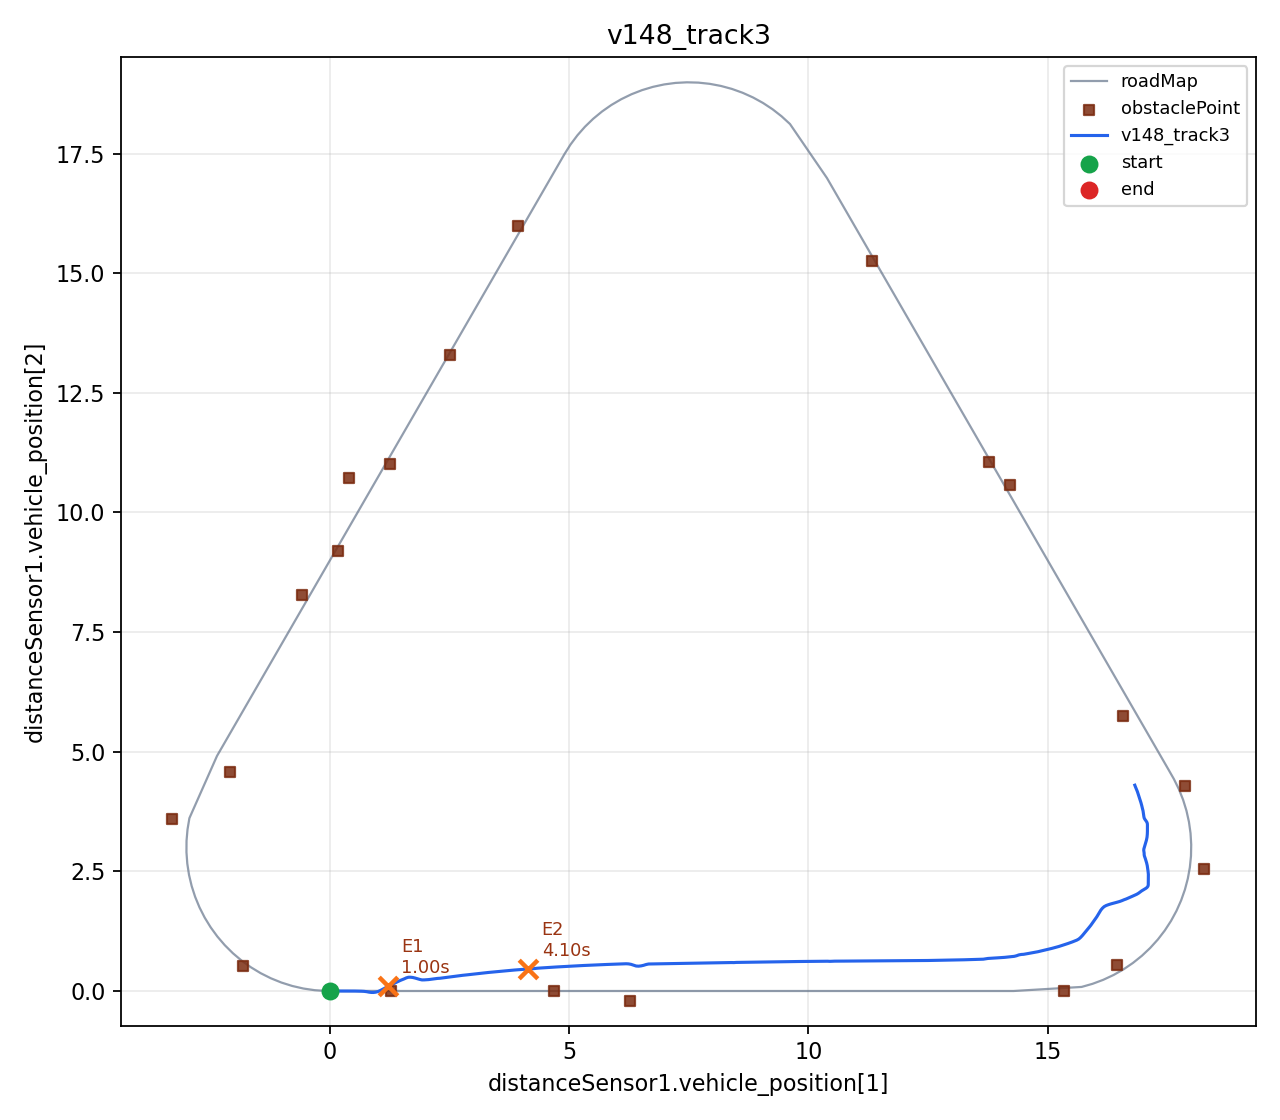 v148_track3
roadMap
obstaclePoint
v148_track3
start
end
distanceSensor1.vehicle_position[2]
17.5
15.0
12.5
10.0
7.5
5.0
2.5
0.0
E1
1.00s
E2
4.10s
0
5
10
15
distanceSensor1.vehicle_position[1]